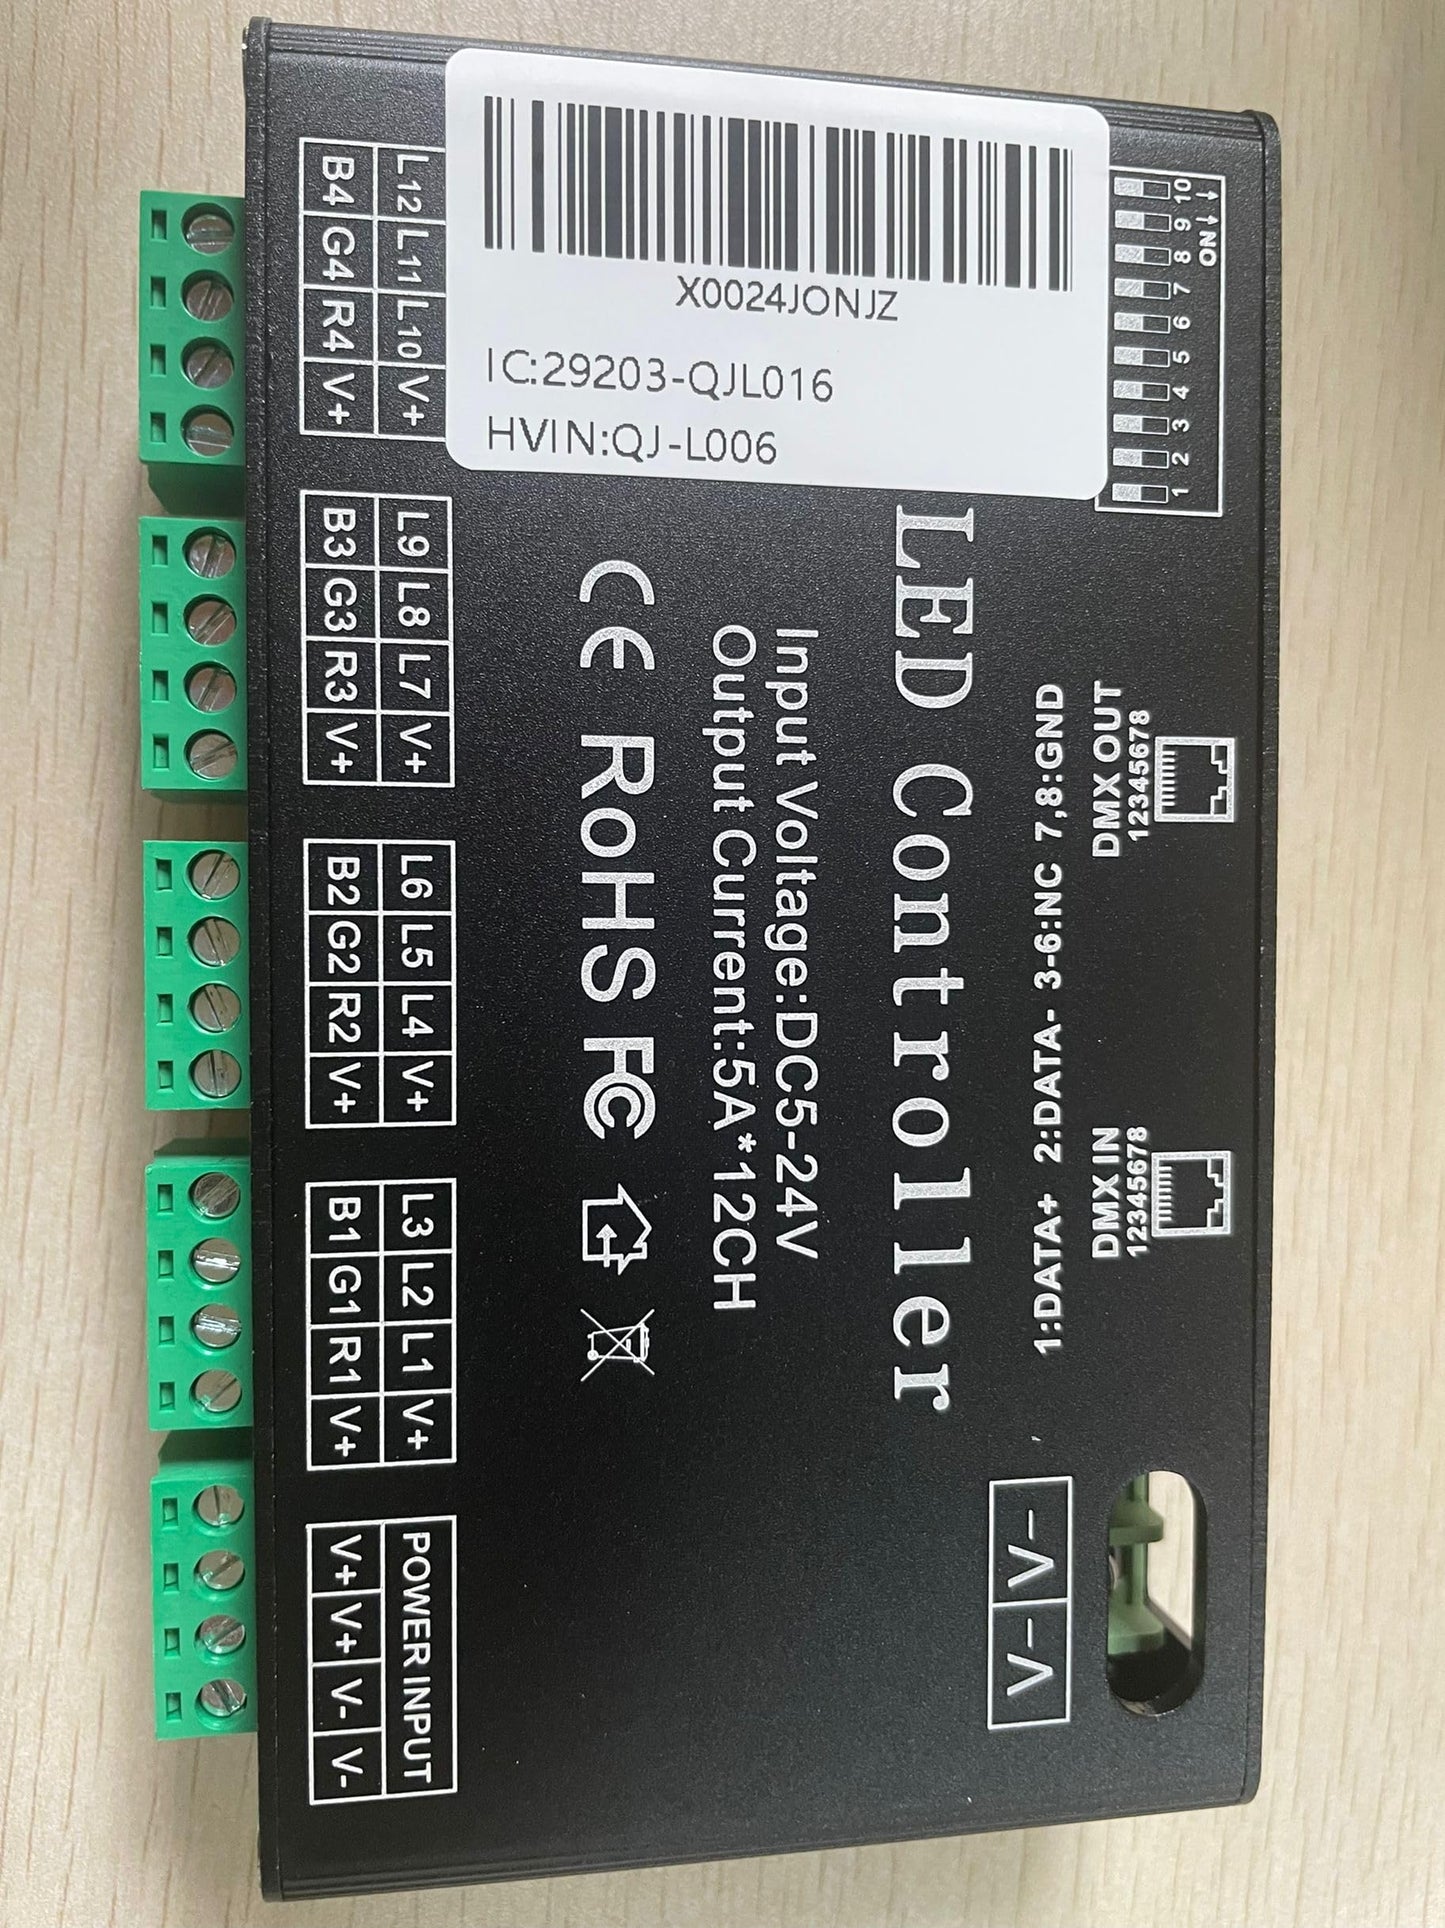 X0024JONJZ
IC:29203-QJL016
HVIN:QJ-L006
1 2 3 4 5 6 7 8 9 10
ON
DMX OUT
12345678
DMX IN
12345678
1:DATA+ 2:DATA- 3-6:NC 7,8:GND
LED Controller
Input Voltage:DC5-24V
Output Current:5A*12CH
CE RoHS FC
V- V-
L12 L11 L10 V+
B4 G4 R4 V+
L9 L8 L7 V+
B3 G3 R3 V+
L6 L5 L4 V+
B2 G2 R2 V+
L3 L2 L1 V+
B1 G1 R1 V+
POWER INPUT
V+ V+ V- V-